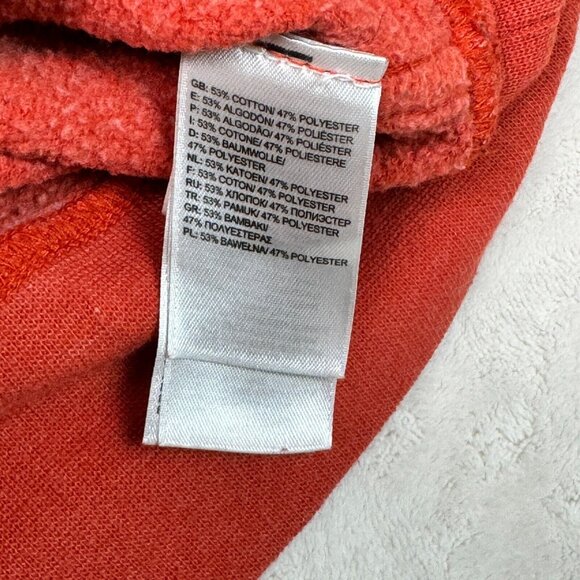 GB: 53% COTTON/ 47% POLYESTER
E: 53% ALGODÓN/ 47% POLIÉSTER
P: 53% ALGODÃO/ 47% POLIÉSTER
I: 53% COTONE/ 47% POLIESTERE
D: 53% BAUMWOLLE/
47% POLYESTER
NL: 53% KATOEN/ 47% POLYESTER
F: 53% COTON/ 47% POLYESTER
RU: 53% ХЛОПОК / 47% ПОЛИЭСТЕР
TR: 53% PAMUK/ 47% POLYESTER
GR: 53% ΒΑΜΒΑΚΙ/
47% ΠΟΛΥΕΣΤΕΡΑΣ
PL: 53% BAWEŁNA/ 47% POLYESTER